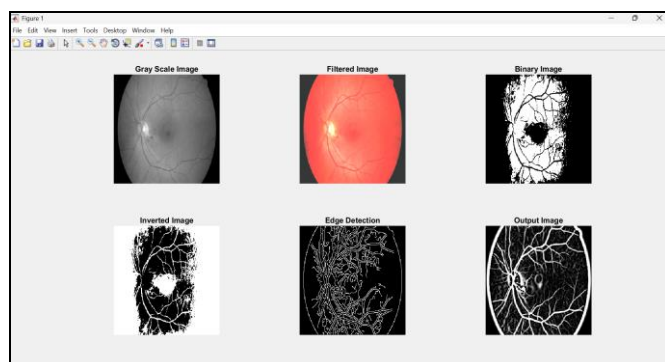 Figure 1
File Edit View Insert Tools Desktop Window Help
Gray Scale Image Filtered Image Binary Image
Inverted Image Edge Detection Output Image